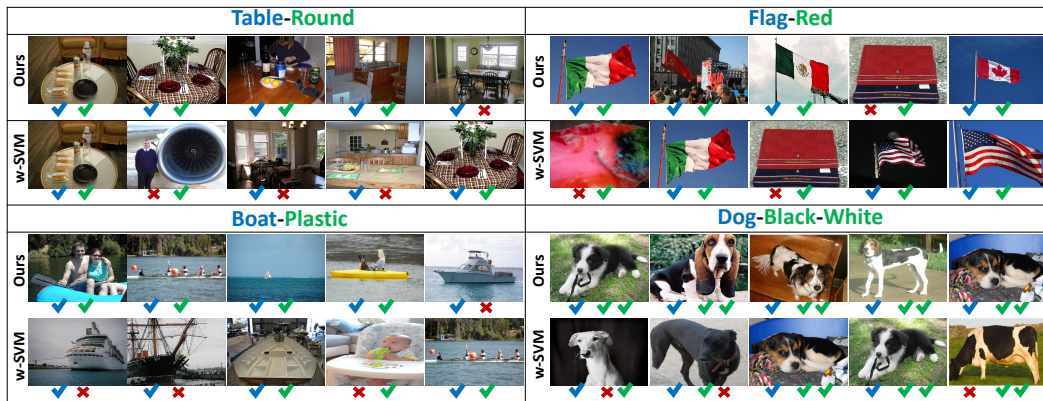 Table-Round
Flag-Red
Ours
Ours
w-SVM
w-SVM
Boat-Plastic
Dog-Black-White
Ours
Ours
w-SVM
w-SVM